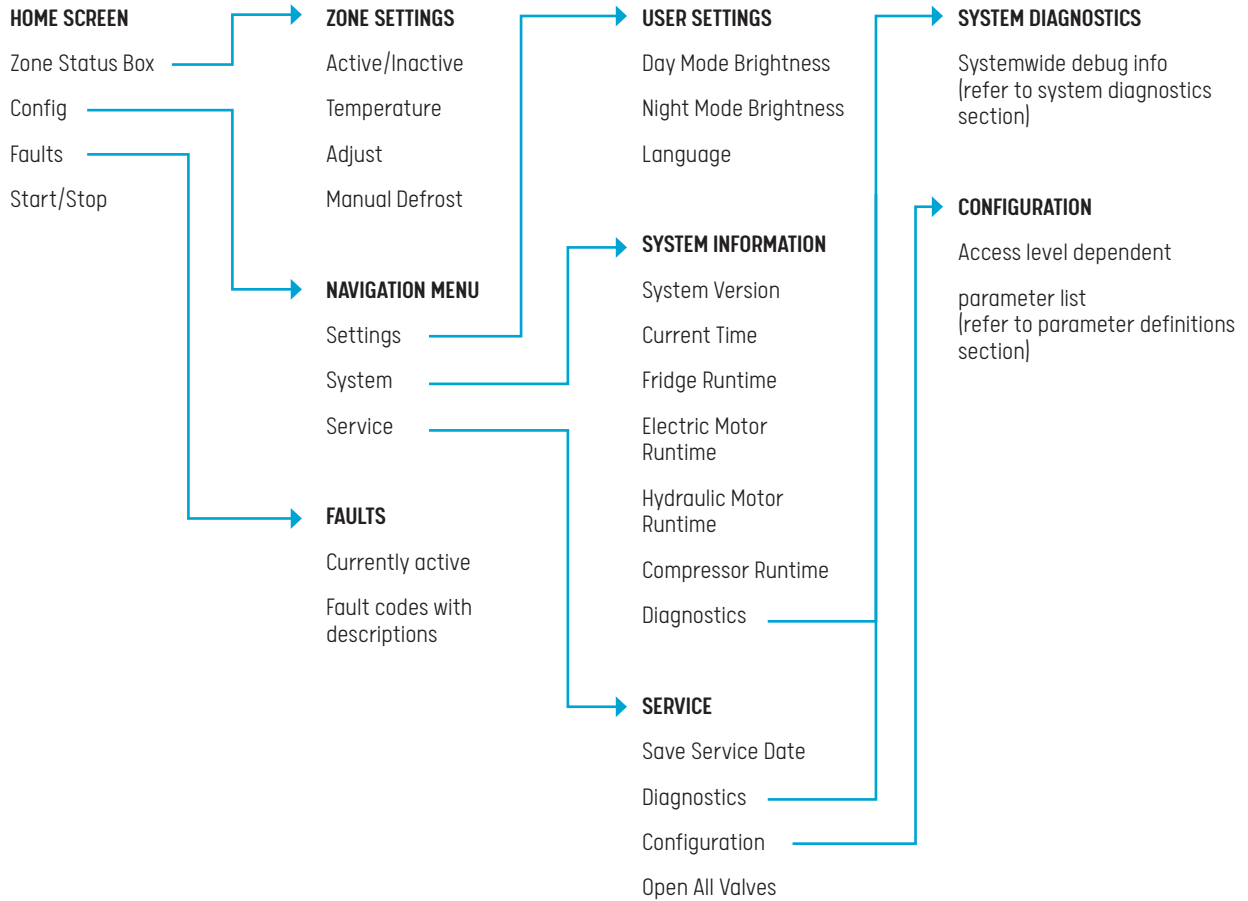 HOME SCREEN
Zone Status Box
Config
Faults
Start/Stop
ZONE SETTINGS
Active/Inactive
Temperature
Adjust
Manual Defrost
NAVIGATION MENU
Settings
System
Service
FAULTS
Currently active
Fault codes with
descriptions
USER SETTINGS
Day Mode Brightness
Night Mode Brightness
Language
SYSTEM INFORMATION
System Version
Current Time
Fridge Runtime
Electric Motor
Runtime
Hydraulic Motor
Runtime
Compressor Runtime
Diagnostics
SERVICE
Save Service Date
Diagnostics
Configuration
Open All Valves
SYSTEM DIAGNOSTICS
Systemwide debug info
(refer to system diagnostics
section)
CONFIGURATION
Access level dependent
parameter list
(refer to parameter definitions
section)